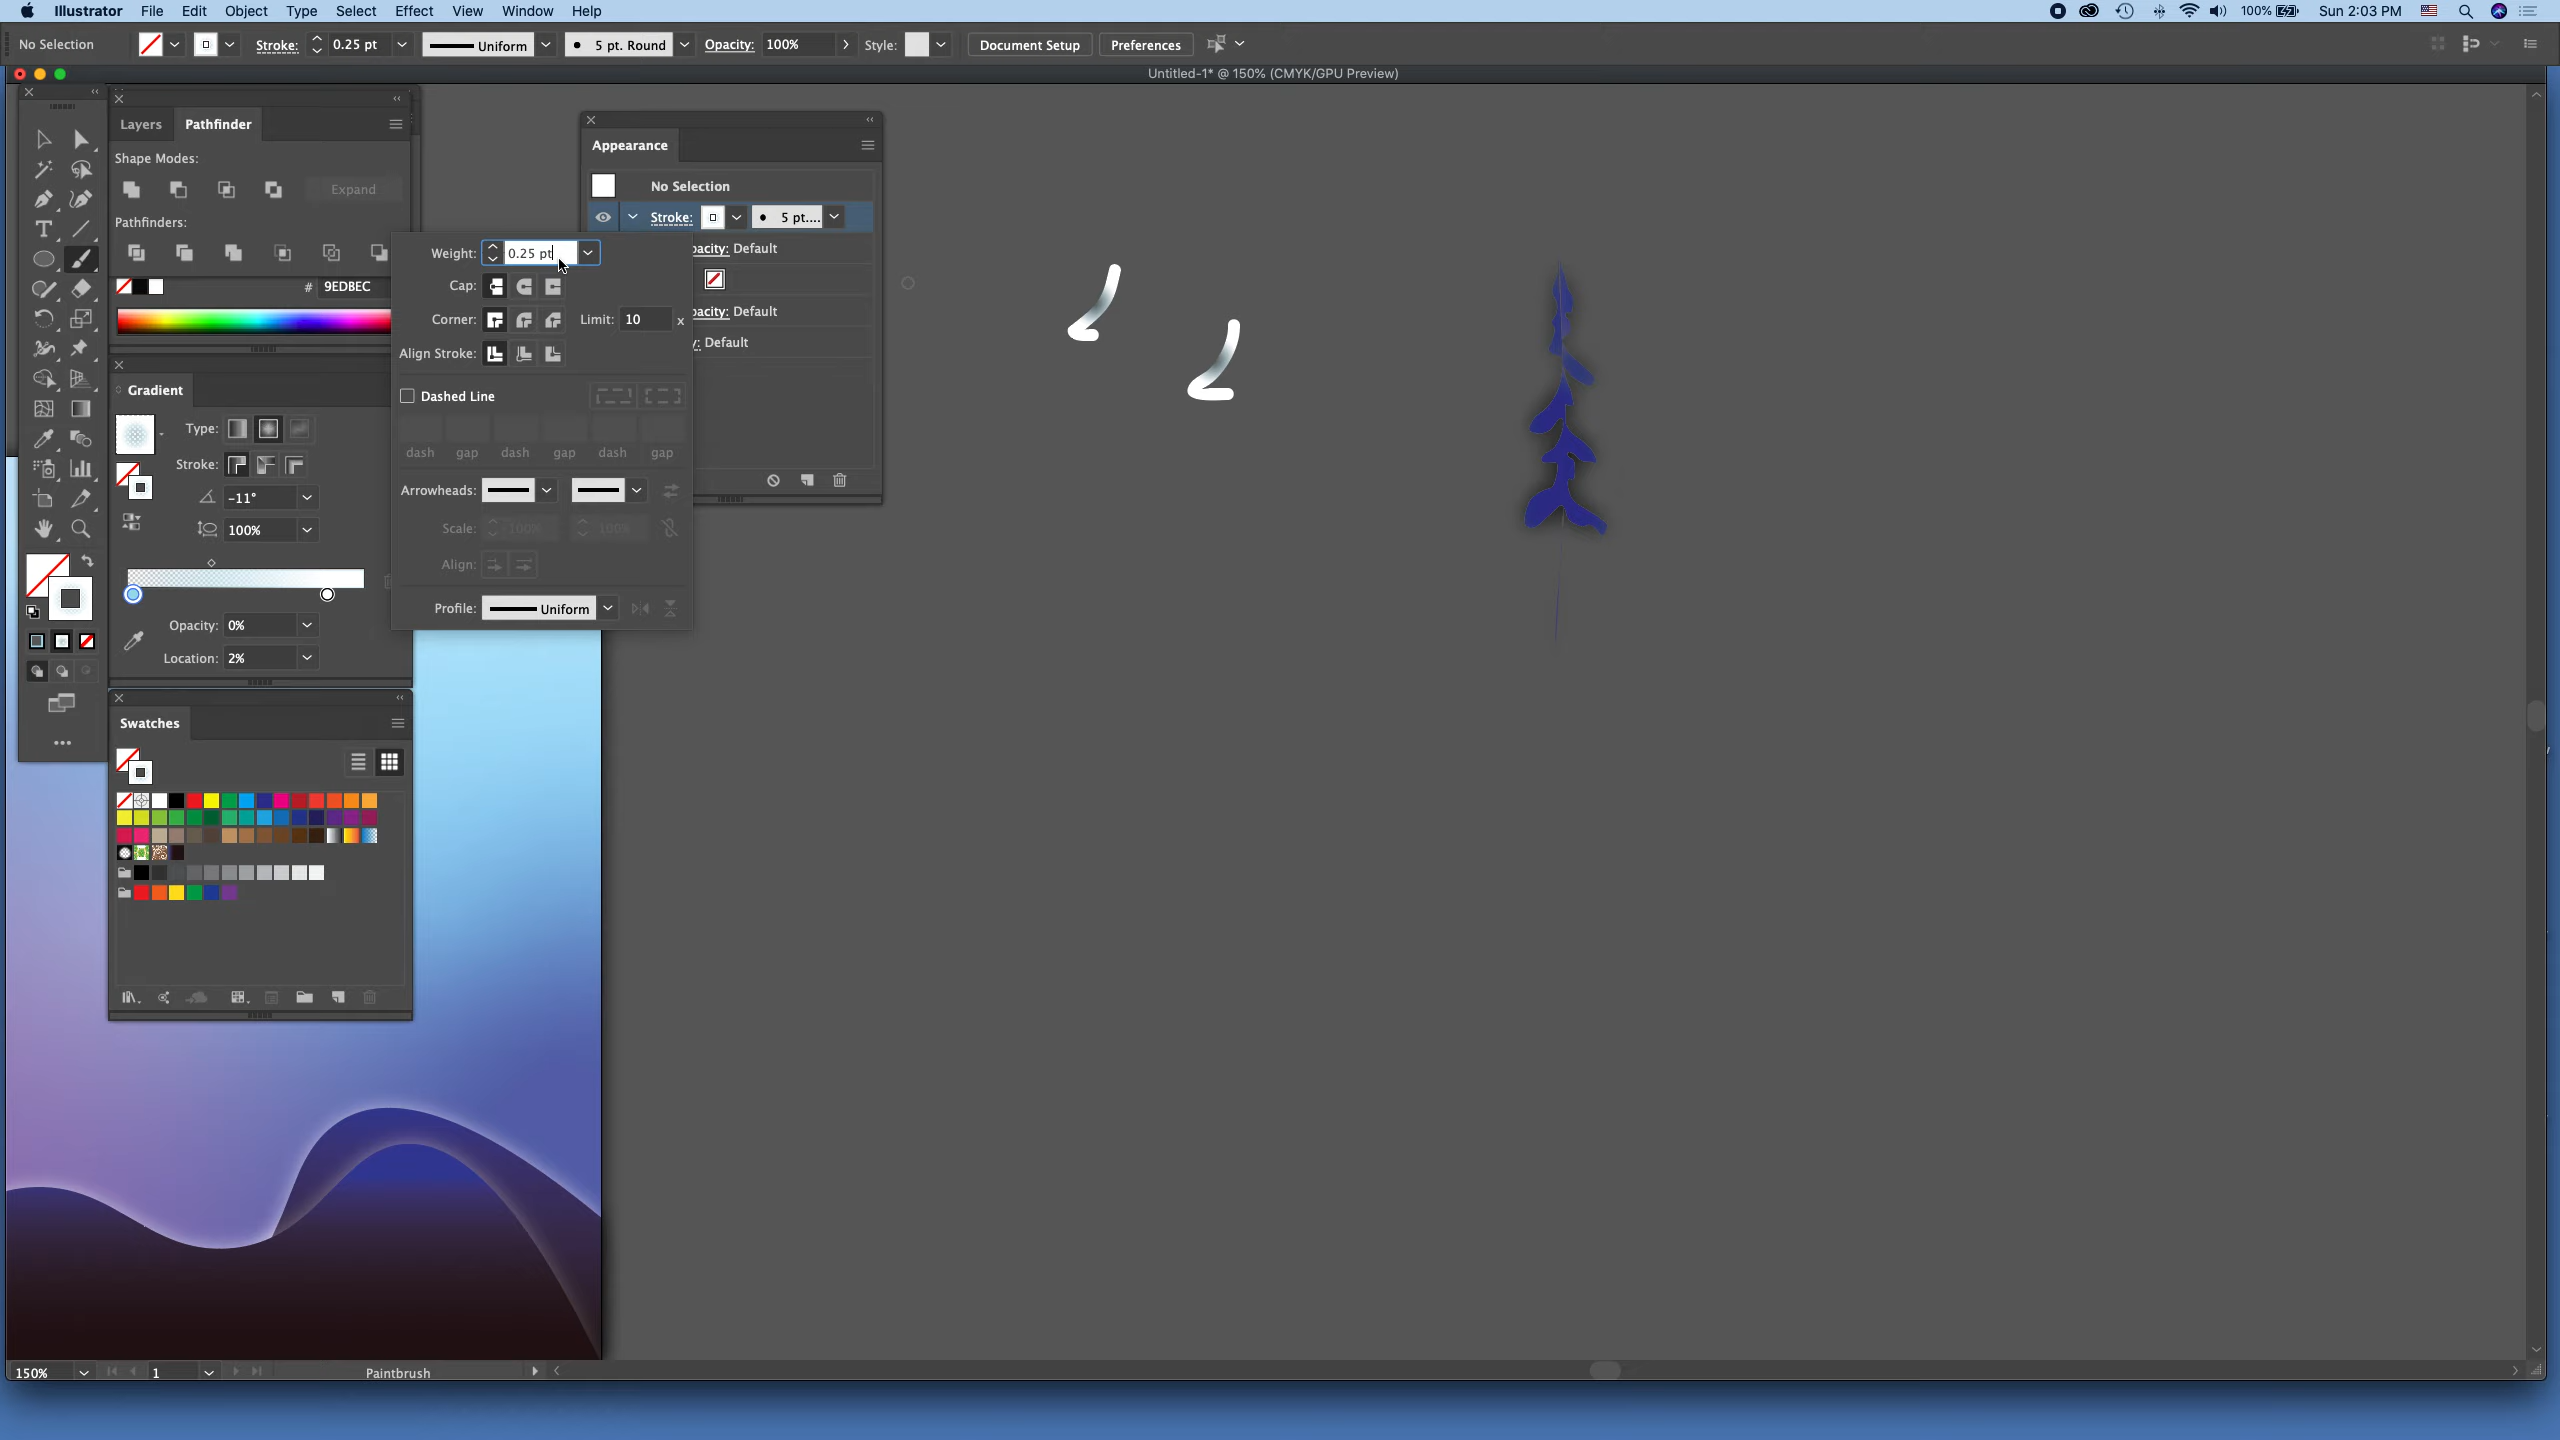 Illustrator File Edit Object Type Select Effect View Window Help 100% Sun 2:03 PM
No Selection Stroke: 0.25 pt Uniform 5 pt. Round Opacity: 100% Style: Document Setup Preferences
Untitled-1* @ 150% (CMYK/GPU Preview)
Layers Pathfinder
Shape Modes:
Expand
Pathfinders:
# 9EDBEC
Appearance
No Selection
Stroke: 5 pt....
pacity: Default
pacity: Default
y: Default
Weight: 0.25 pt
Cap:
Corner: Limit: 10 x
Align Stroke:
Dashed Line
dash gap dash gap dash gap
Arrowheads:
Scale: 100% 100%
Align:
Profile: Uniform
Gradient
Type:
Stroke:
-11°
100%
Opacity: 0%
Location: 2%
Swatches
150% 1 Paintbrush